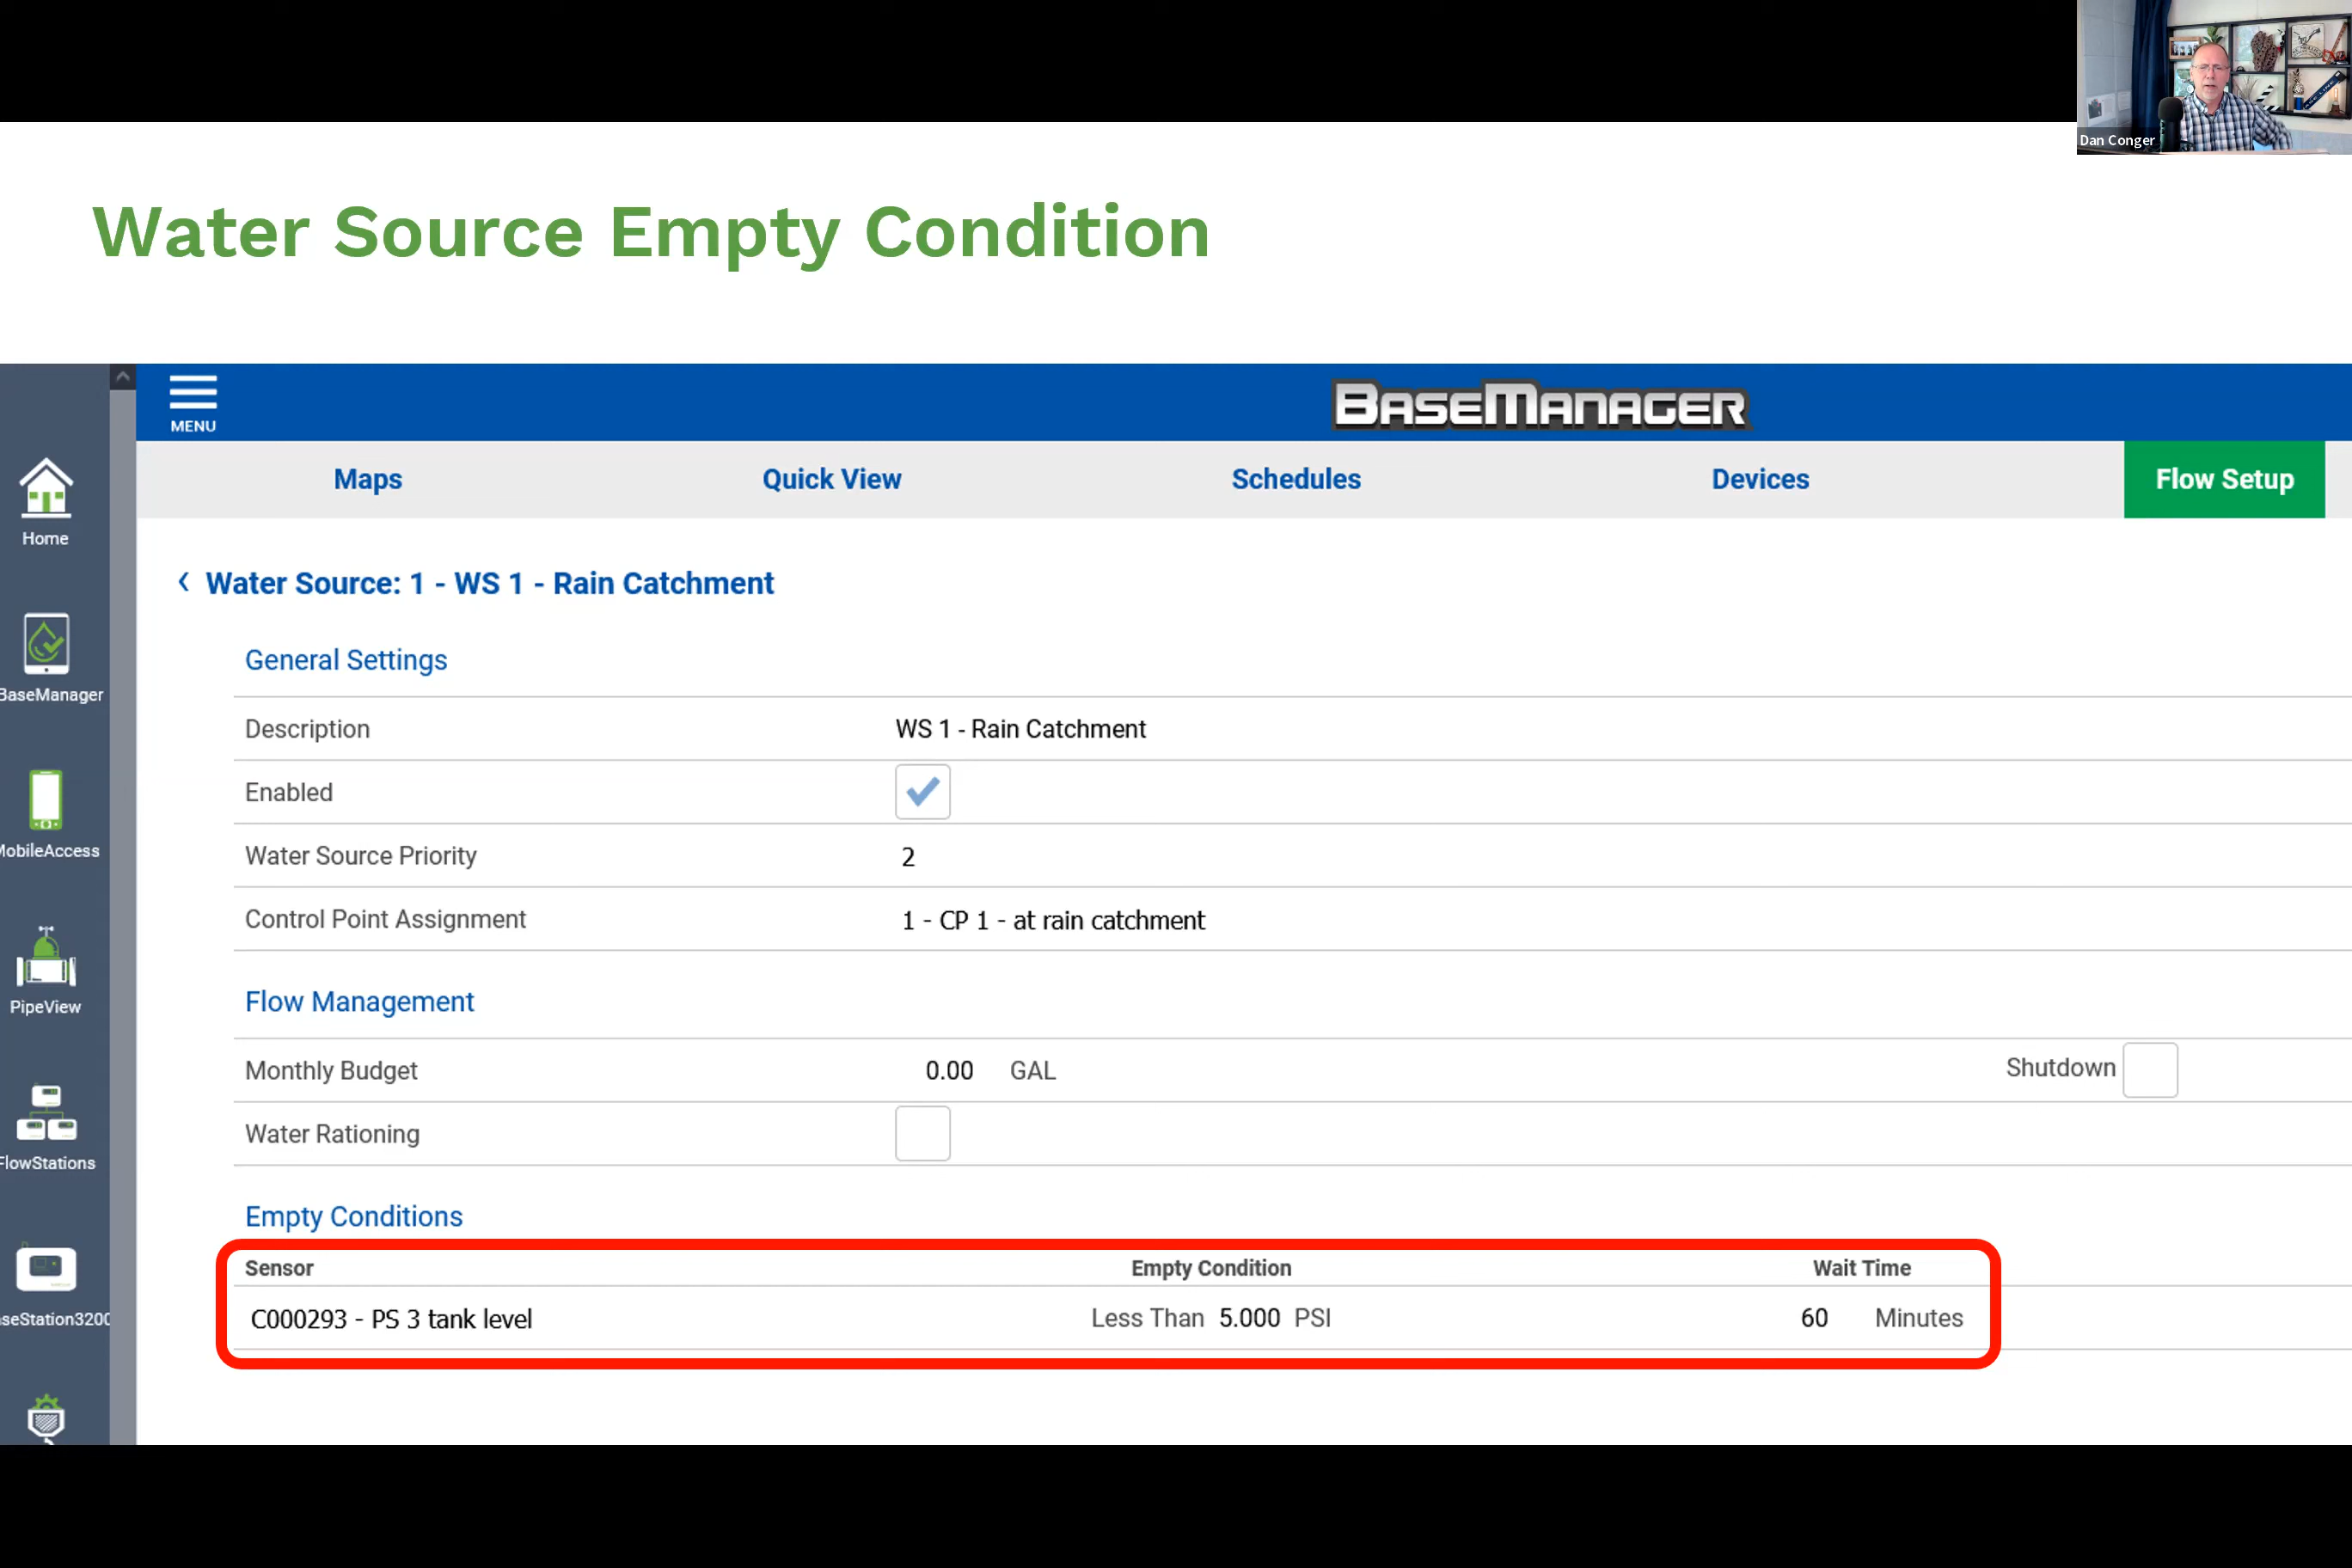 Dan Conger
Water Source Empty Condition
MENU
BASEMANAGER
Maps
Quick View
Schedules
Devices
Flow Setup
Home
BaseManager
MobileAccess
PipeView
FlowStations
seStation3200
‹ Water Source: 1 - WS 1 - Rain Catchment
General Settings
Description WS 1 - Rain Catchment
Enabled
Water Source Priority 2
Control Point Assignment 1 - CP 1 - at rain catchment
Flow Management
Monthly Budget 0.00 GAL Shutdown
Water Rationing
Empty Conditions
Sensor Empty Condition Wait Time
C000293 - PS 3 tank level Less Than 5.000 PSI 60 Minutes